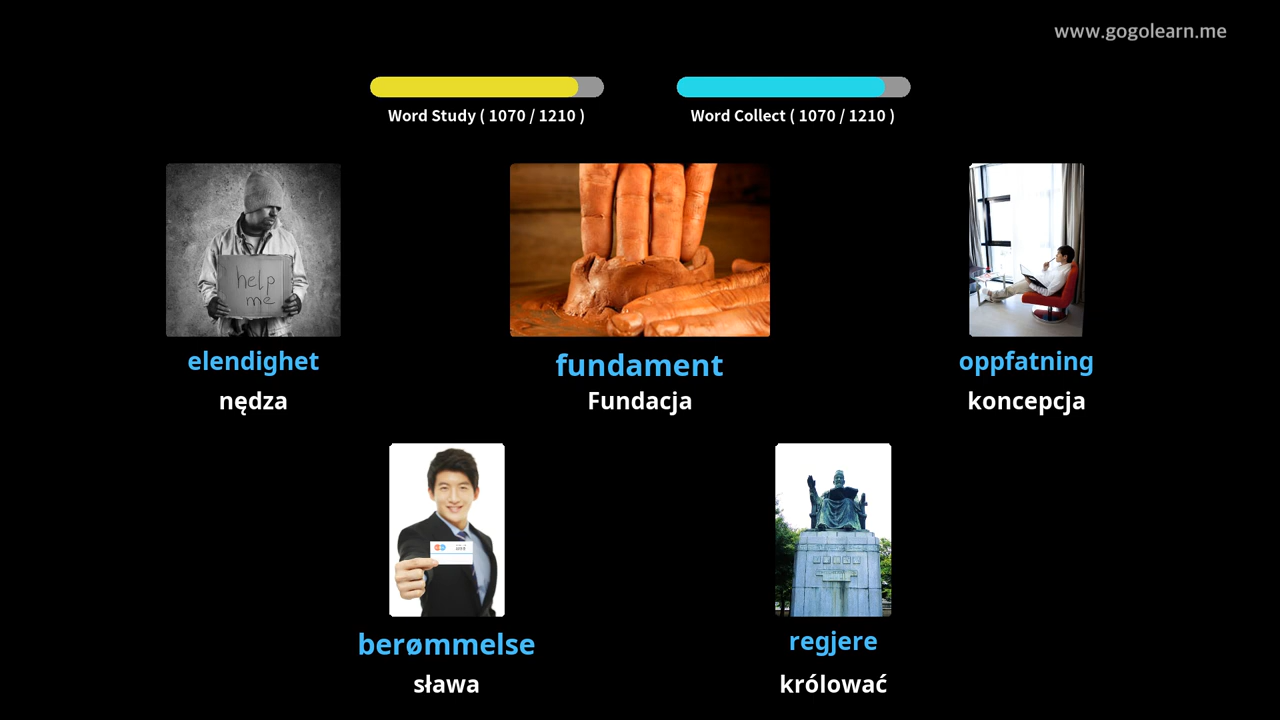 www.gogolearn.me
Word Study ( 1070 / 1210 )
Word Collect ( 1070 / 1210 )
help
me
elendighet
fundament
oppfatning
nędza
Fundacja
koncepcja
berømmelse
regjere
sława
królować